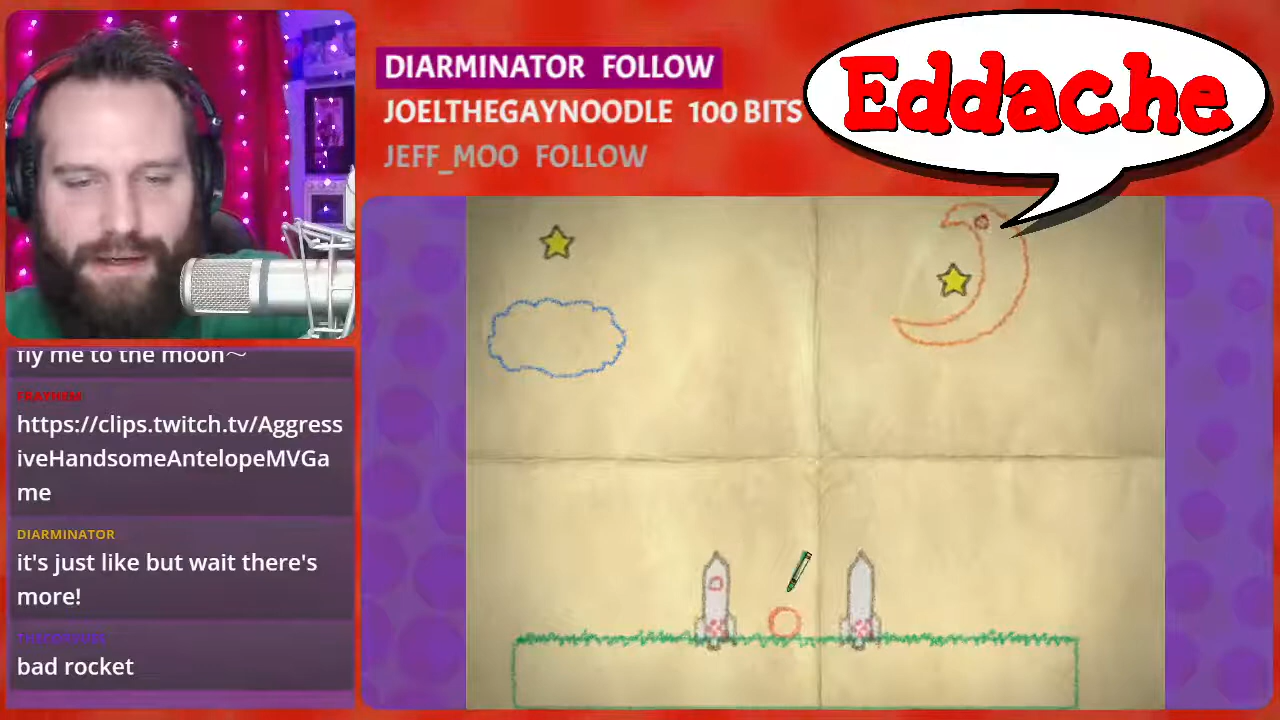 DIARMINATOR FOLLOW
JOELTHEGAYNOODLE 100 BITS
JEFF_MOO FOLLOW
Eddache
fly me to the moon~
FRAYHEM
https://clips.twitch.tv/Aggress
iveHandsomeAntelopeMVGa
me
DIARMINATOR
it's just like but wait there's
more!
bad rocket